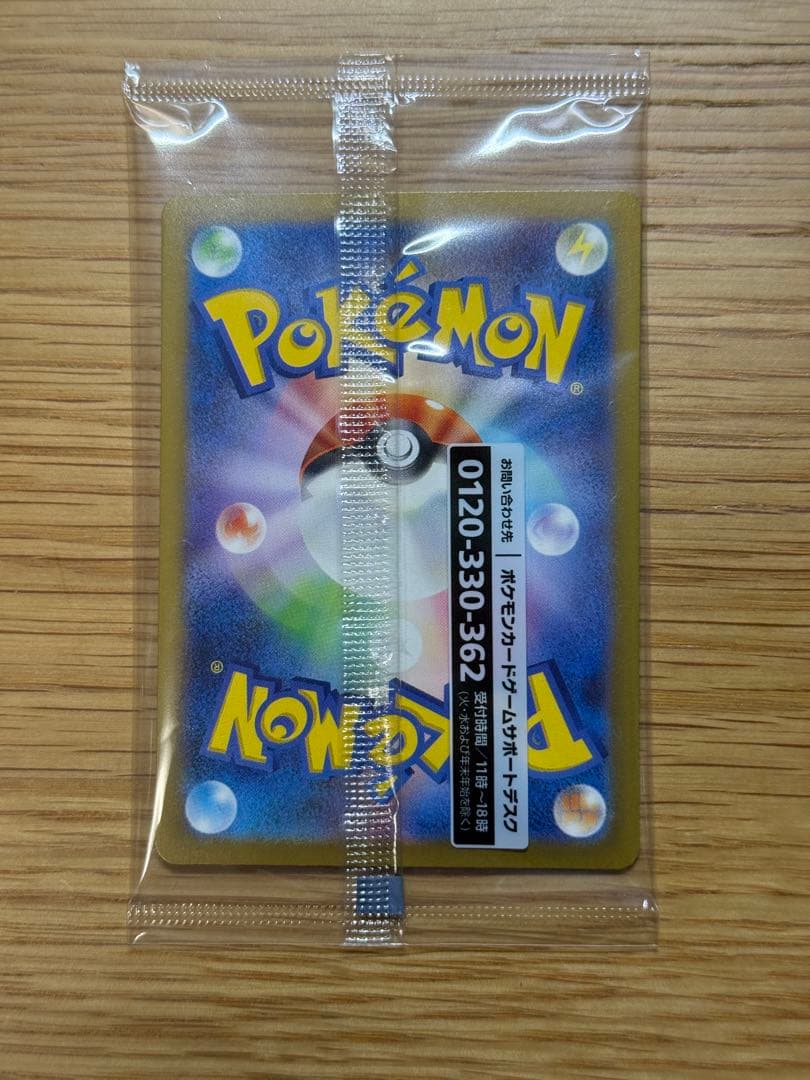 POKéMON
®
お問い合わせ先 | ポケモンカードゲームサポートデスク
0120-330-362 受付時間／11時～18時
(火・水および年末年始を除く)
POKéMON
®